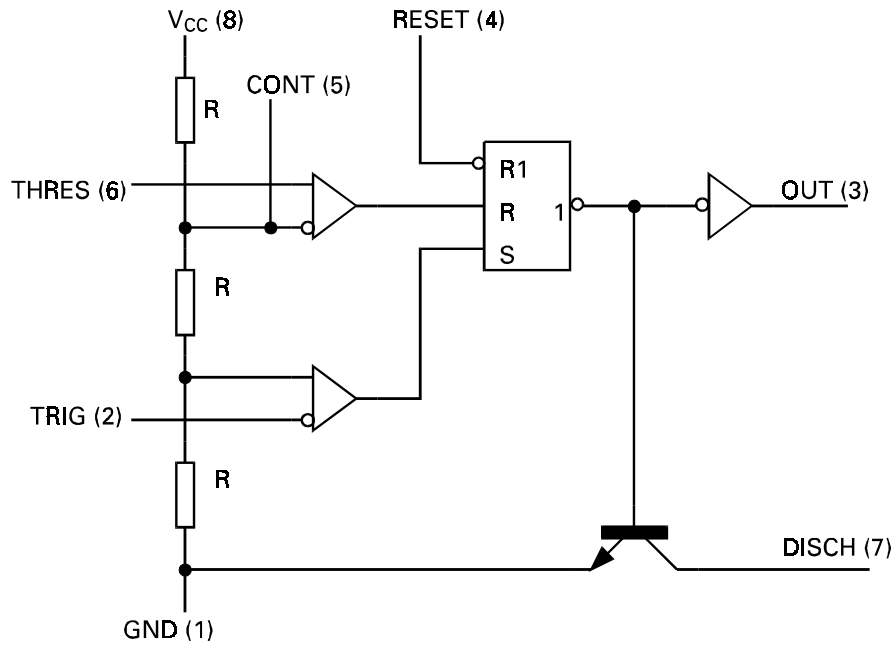 VCC (8)
RESET (4)
CONT (5)
R
THRES (6)
R1
OUT (3)
R
1
S
R
TRIG (2)
R
DISCH (7)
GND (1)